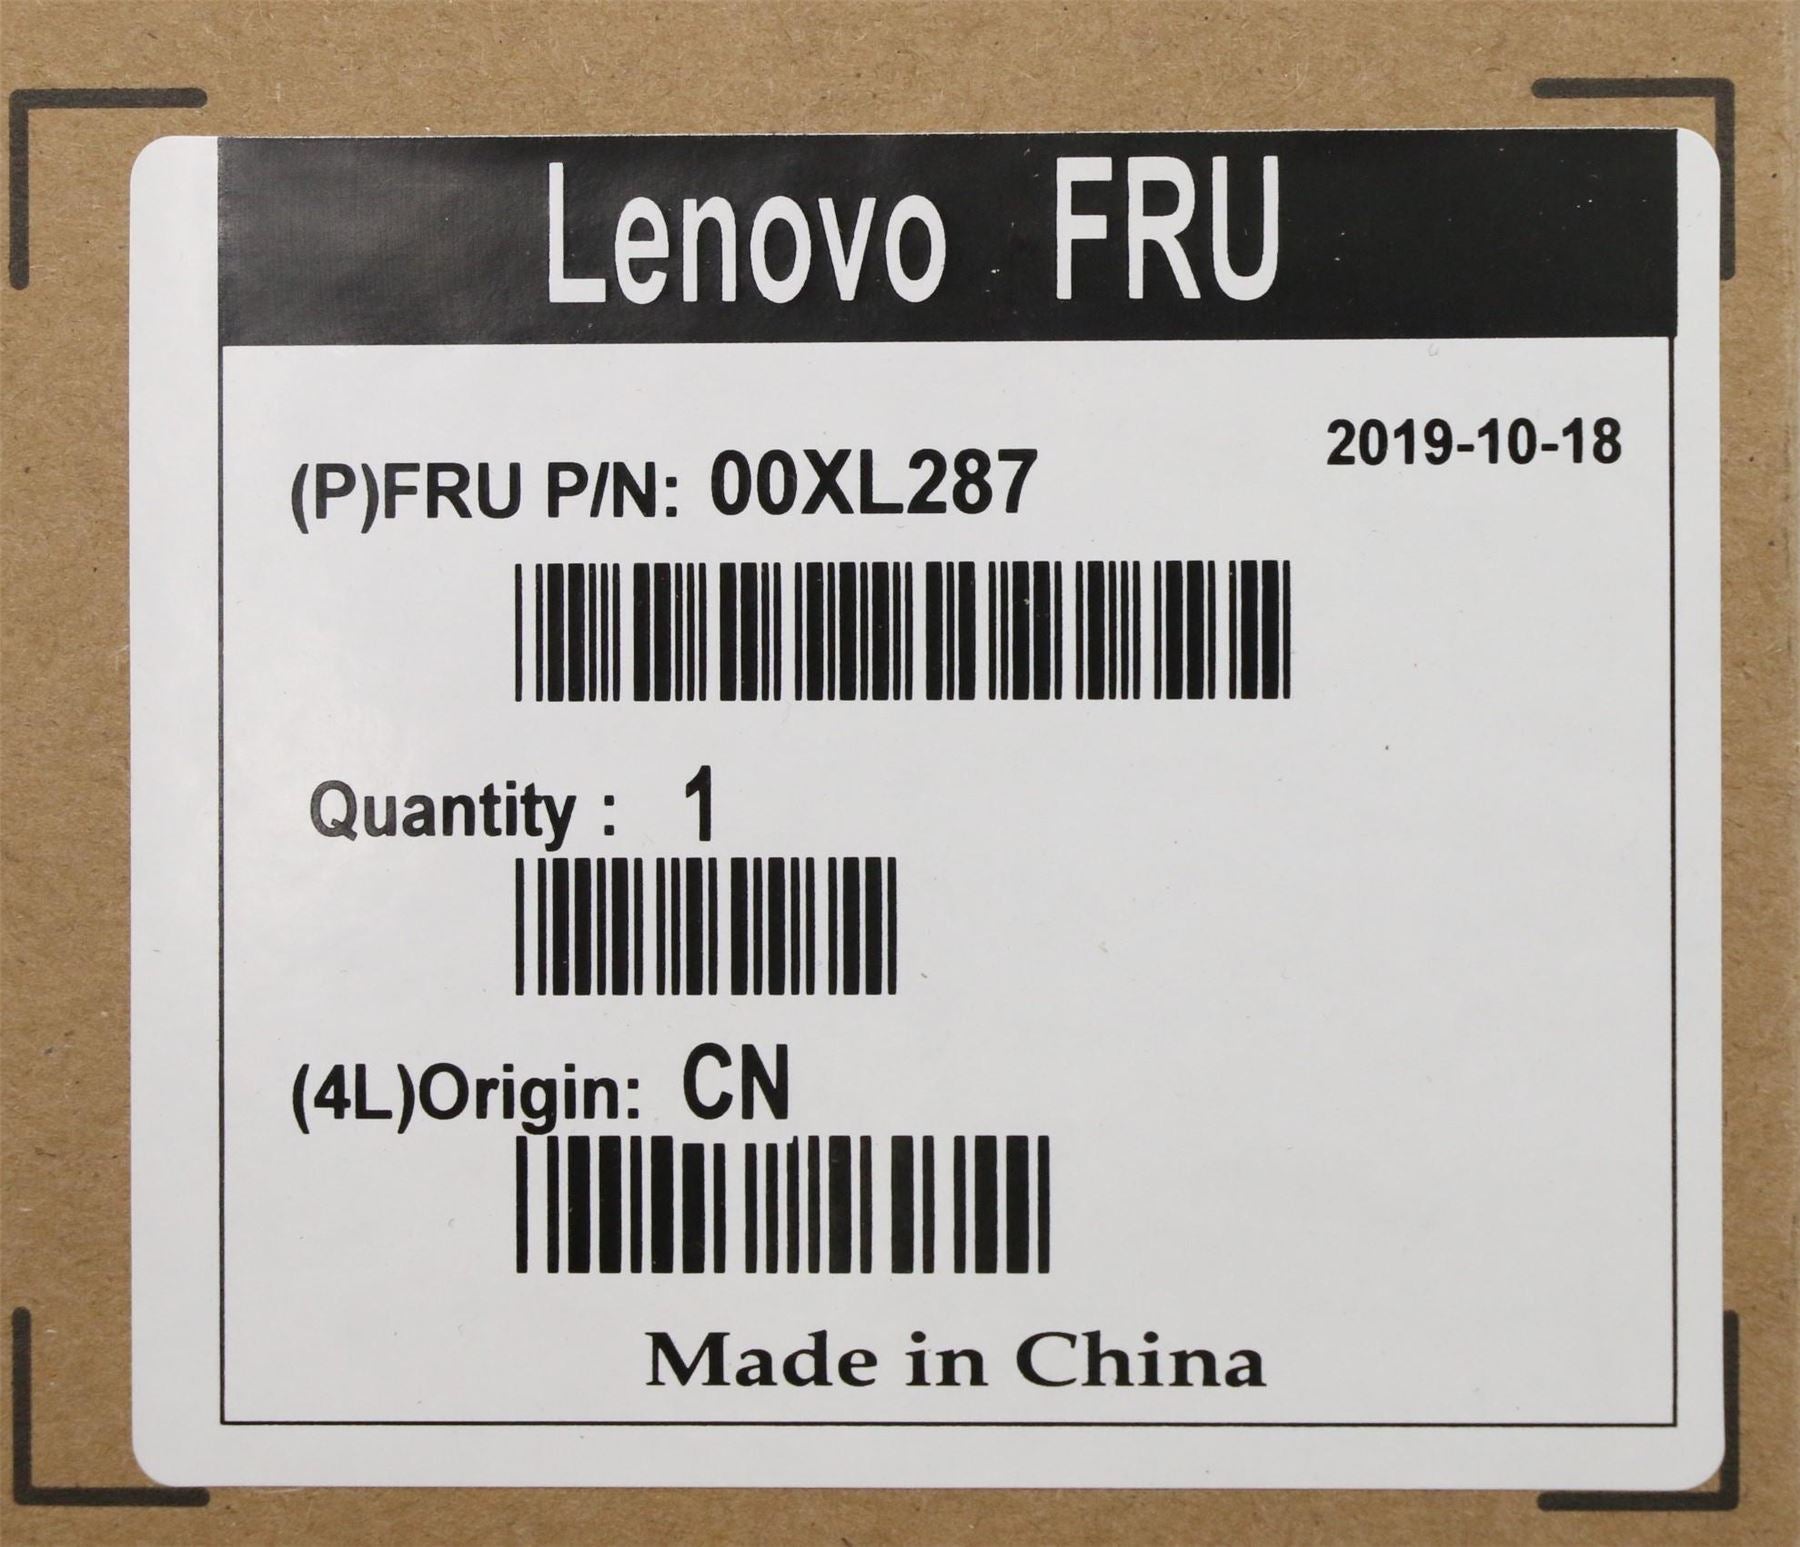 Lenovo FRU
2019-10-18
(P)FRU P/N: 00XL287
Quantity : 1
(4L)Origin: CN
Made in China